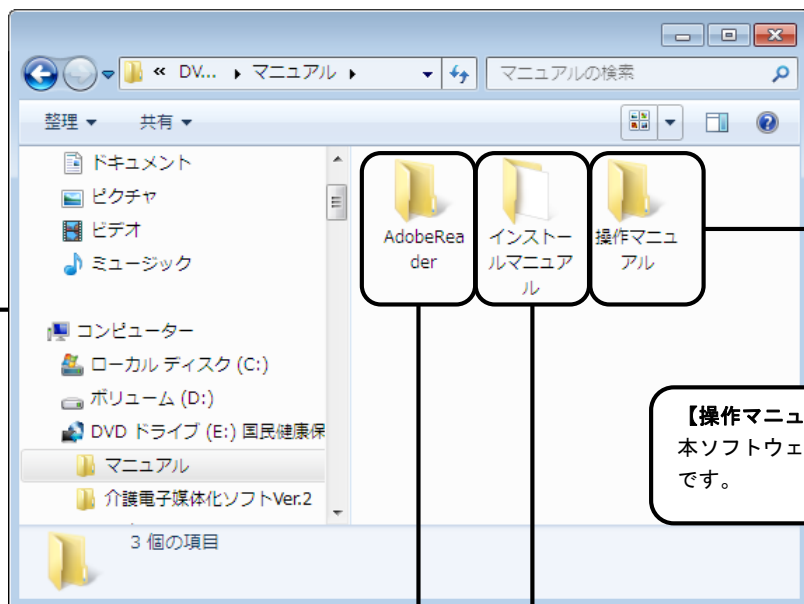 « DV... マニュアル
マニュアルの検索
整理
共有
ドキュメント
ピクチャ
ビデオ
ミュージック
コンピューター
ローカル ディスク (C:)
ボリューム (D:)
DVD ドライブ (E:) 国民健康保
マニュアル
介護電子媒体化ソフトVer.2
AdobeRea
der
インストー
ルマニュア
ル
操作マニュ
アル
【操作マニュ
本ソフトウェ
です。
3 個の項目